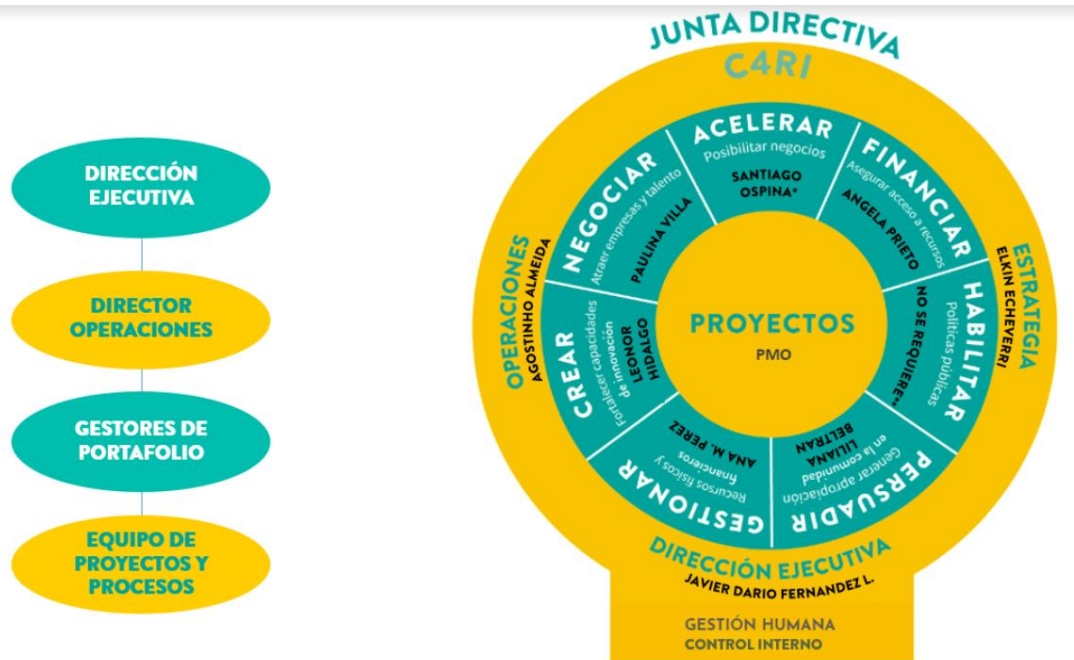 DIRECCIÓN
EJECUTIVA
DIRECTOR
OPERACIONES
GESTORES DE
PORTAFOLIO
EQUIPO DE
PROYECTOS Y
PROCESOS
JUNTA DIRECTIVA
C4RI
ACELERAR
Posibilitar negocios
SANTIAGO
OSPINA*
FINANCIAR
Asegurar acceso a recursos
ANGELA PRIETO
HABILITAR
Políticas públicas
NO SE REQUIERE**
PERSUADIR
Generar apropiación
en la comunidad
LILIANA
BELTRAN
GESTIONAR
Recursos físicos y
financieros
ANA M. PEREZ
CREAR
Fortalecer capacidades
de innovación
LEONOR
HIDALGO
NEGOCIAR
Atraer empresas y talento
PAULINA VILLA
PROYECTOS
PMO
OPERACIONES
AGOSTINHO ALMEIDA
ESTRATEGIA
ELKIN ECHEVERRI
DIRECCIÓN EJECUTIVA
JAVIER DARIO FERNANDEZ L.
GESTIÓN HUMANA
CONTROL INTERNO